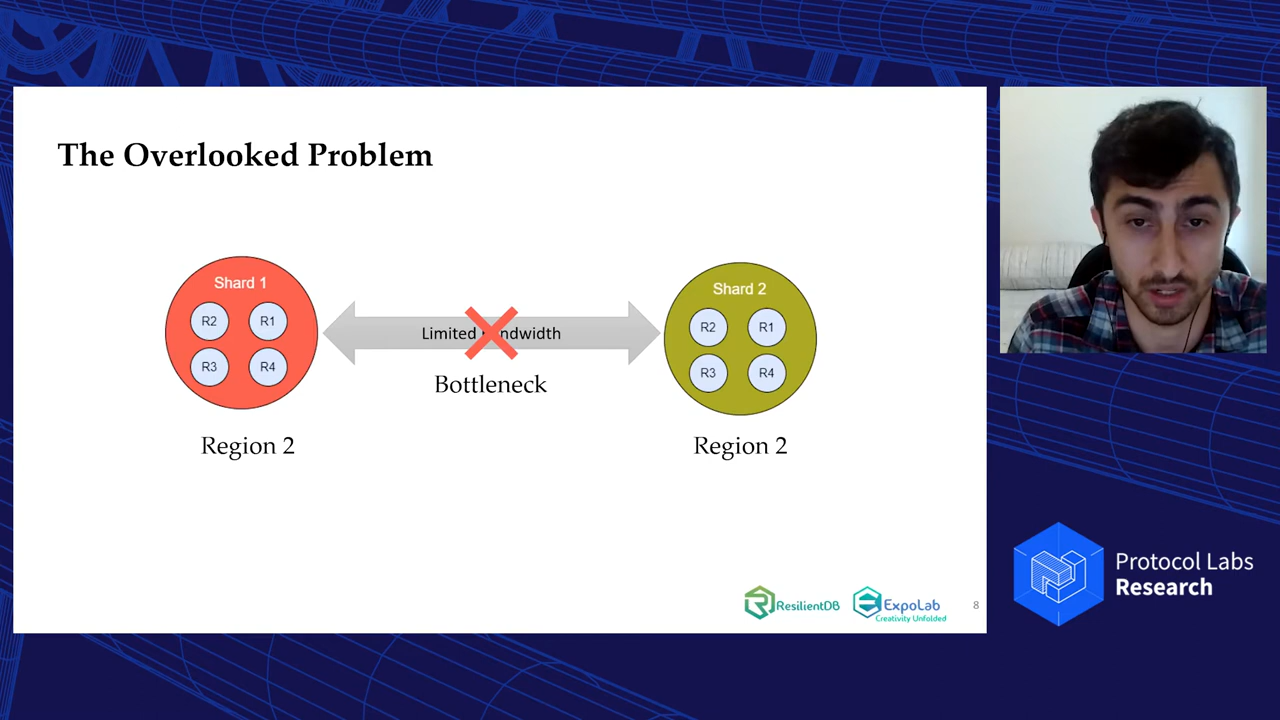 The Overlooked Problem
Shard 1
R2 R1
R3 R4
Limited ndwidth
Bottleneck
Shard 2
R2 R1
R3 R4
Region 2
Region 2
ResilientDB
ExpoLab
Creativity Unfolded
8
Protocol Labs
Research